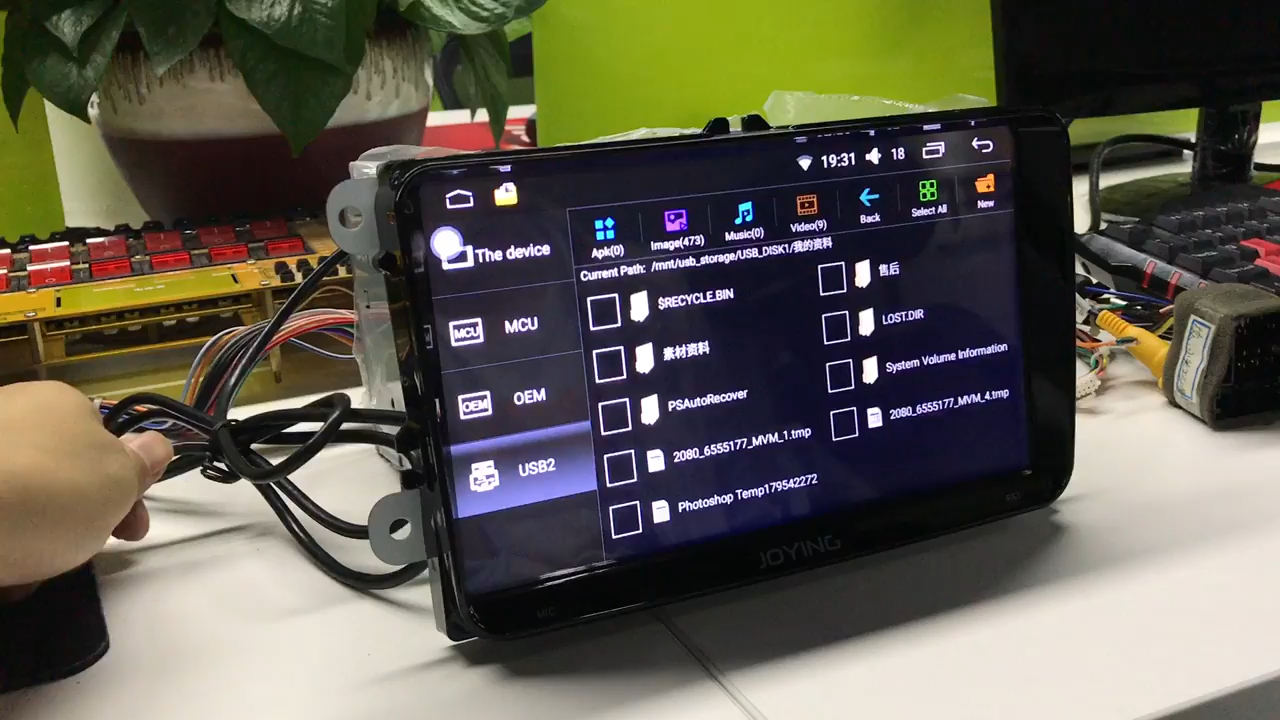 19:31 18
Apk(0) Image(473) Music(0) Video(9) Back Select All New
Current Path: /mnt/usb_storage/USB_DISK1/我的资料
The device
MCU MCU
OEM OEM
USB2
$RECYCLE.BIN
售后
素材资料
LOST.DIR
PSAutoRecover
System Volume Information
2080_6555177_MVM_1.tmp
2080_6555177_MVM_4.tmp
Photoshop Temp179542272
JOYING
MIC